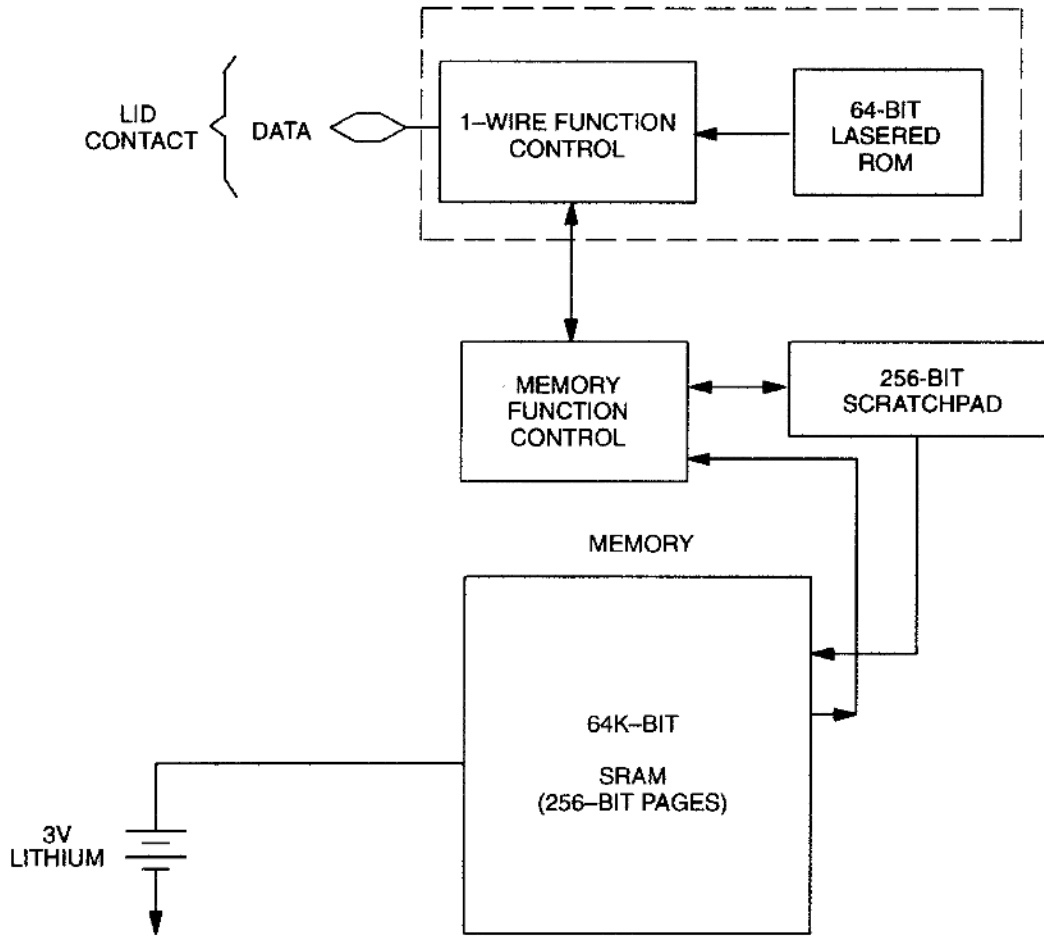 LID
CONTACT
DATA
1–WIRE FUNCTION
CONTROL
64-BIT
LASERED
ROM
MEMORY
FUNCTION
CONTROL
256-BIT
SCRATCHPAD
MEMORY
64K–BIT
SRAM
(256–BIT PAGES)
3V
LITHIUM